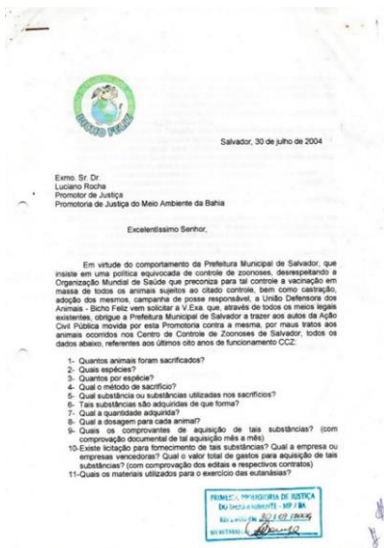 BICHO FELIZ
Salvador, 30 de julho de 2004
Exmo. Sr. Dr.
Luciano Rocha
Promotor de Justiça
Promotoria de Justiça do Meio Ambiente da Bahia
Excelentíssimo Senhor,
Em virtude do comportamento da Prefeitura Municipal de Salvador, que
insiste em uma política equivocada de controle de zoonoses, desrespeitando a
Organização Mundial de Saúde que preconiza para tal controle a vacinação em
massa de todos os animais sujeitos ao citado controle, bem como castração,
adoção dos mesmos, campanha de posse responsável, a União Defensora dos
Animais - Bicho Feliz vem solicitar a V.Exa. que, através de todos os meios legais
existentes, obrigue a Prefeitura Municipal de Salvador a trazer aos autos da Ação
Civil Pública movida por esta Promotoria contra a mesma, por maus tratos aos
animais ocorridos nos Centro de Controle de Zoonoses de Salvador, todos os
dados abaixo, referentes aos últimos oito anos de funcionamento CCZ:
1- Quantos animais foram sacrificados?
2- Quais espécies?
3- Quantos por espécie?
4- Qual o método de sacrifício?
5- Qual substância ou substâncias utilizadas nos sacrifícios?
6- Tais substâncias são adquiridas de que forma?
7- Qual a quantidade adquirida?
8- Qual a dosagem para cada animal?
9- Quais os comprovantes de aquisição de tais substâncias? (com
comprovação documental de tal aquisição mês a mês)
10-Existe licitação para fornecimento de tais substâncias? Qual a empresa ou
empresas vencedoras? Qual o valor total de gastos para aquisição de tais
substâncias? (com comprovação dos editais e respectivos contratos)
11-Quais os materiais utilizados para o exercício das eutanásias?
PRIMEIRA PROMOTORIA DE JUSTIÇA
DO MEIO AMBIENTE - MP / BA